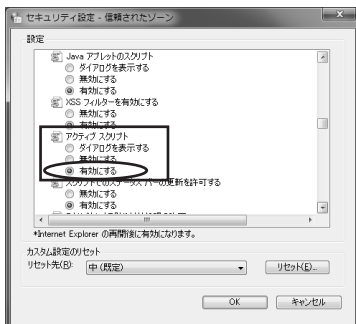 セキュリティ設定 - 信頼されたゾーン
設定
Java アプレットのスクリプト
ダイアログを表示する
無効にする
有効にする
XSS フィルターを有効にする
無効にする
有効にする
アクティブ スクリプト
ダイアログを表示する
無効にする
有効にする
スクリプトでのステータス バーの更新を許可する
無効にする
有効にする
*Internet Explorer の再開後に有効になります。
カスタム設定のリセット
リセット先(R):
中 (既定)
リセット(E)...
OK
キャンセル